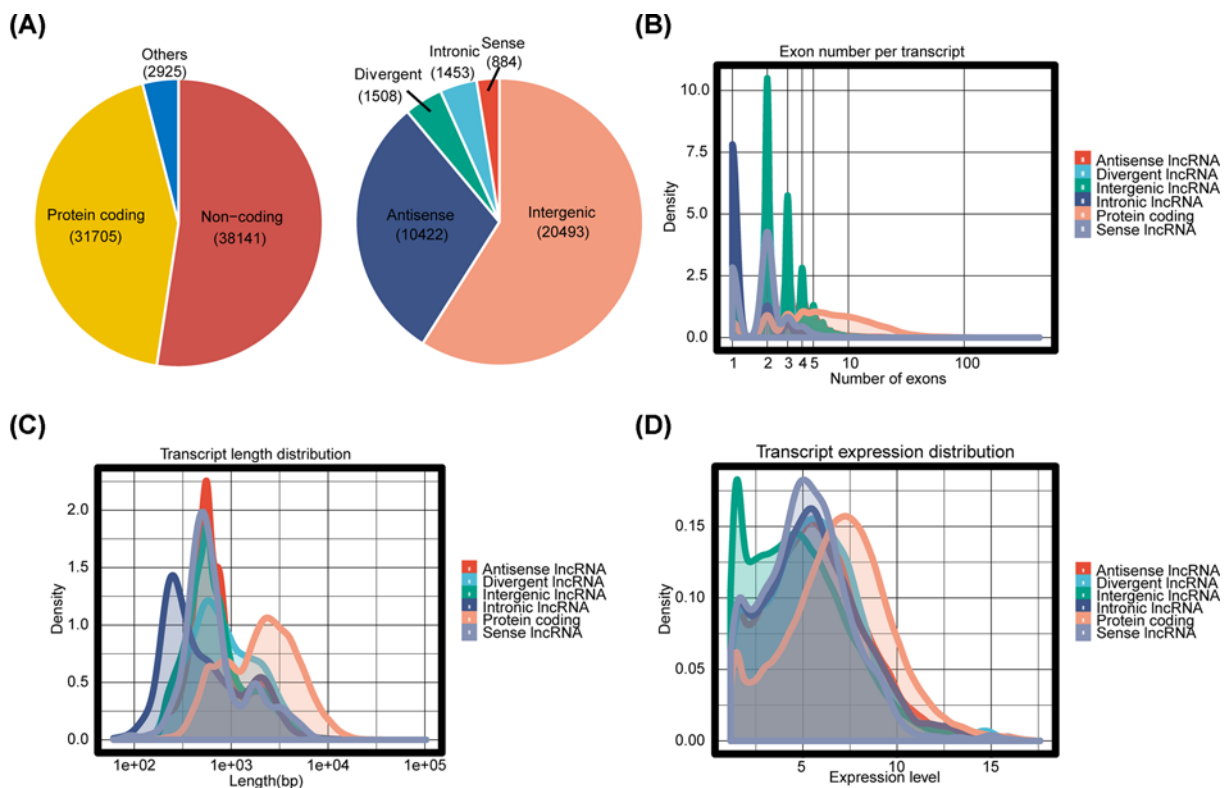 (A)
Others
(2925)
Protein coding
(31705)
Non-coding
(38141)
Sense
(884)
Intronic
(1453)
Divergent
(1508)
Antisense
(10422)
Intergenic
(20493)
(B)
Exon number per transcript
Density
10.0
7.5
5.0
2.5
0.0
1 2 3 4 5 10 100
Number of exons
Antisense lncRNA
Divergent lncRNA
Intergenic lncRNA
Intronic lncRNA
Protein coding
Sense lncRNA
(C)
Transcript length distribution
Density
2.0
1.5
1.0
0.5
0.0
1e+02 1e+03 1e+04 1e+05
Length(bp)
Antisense lncRNA
Divergent lncRNA
Intergenic lncRNA
Intronic lncRNA
Protein coding
Sense lncRNA
(D)
Transcript expression distribution
Density
0.15
0.10
0.05
0.00
5 10 15
Expression level
Antisense lncRNA
Divergent lncRNA
Intergenic lncRNA
Intronic lncRNA
Protein coding
Sense lncRNA